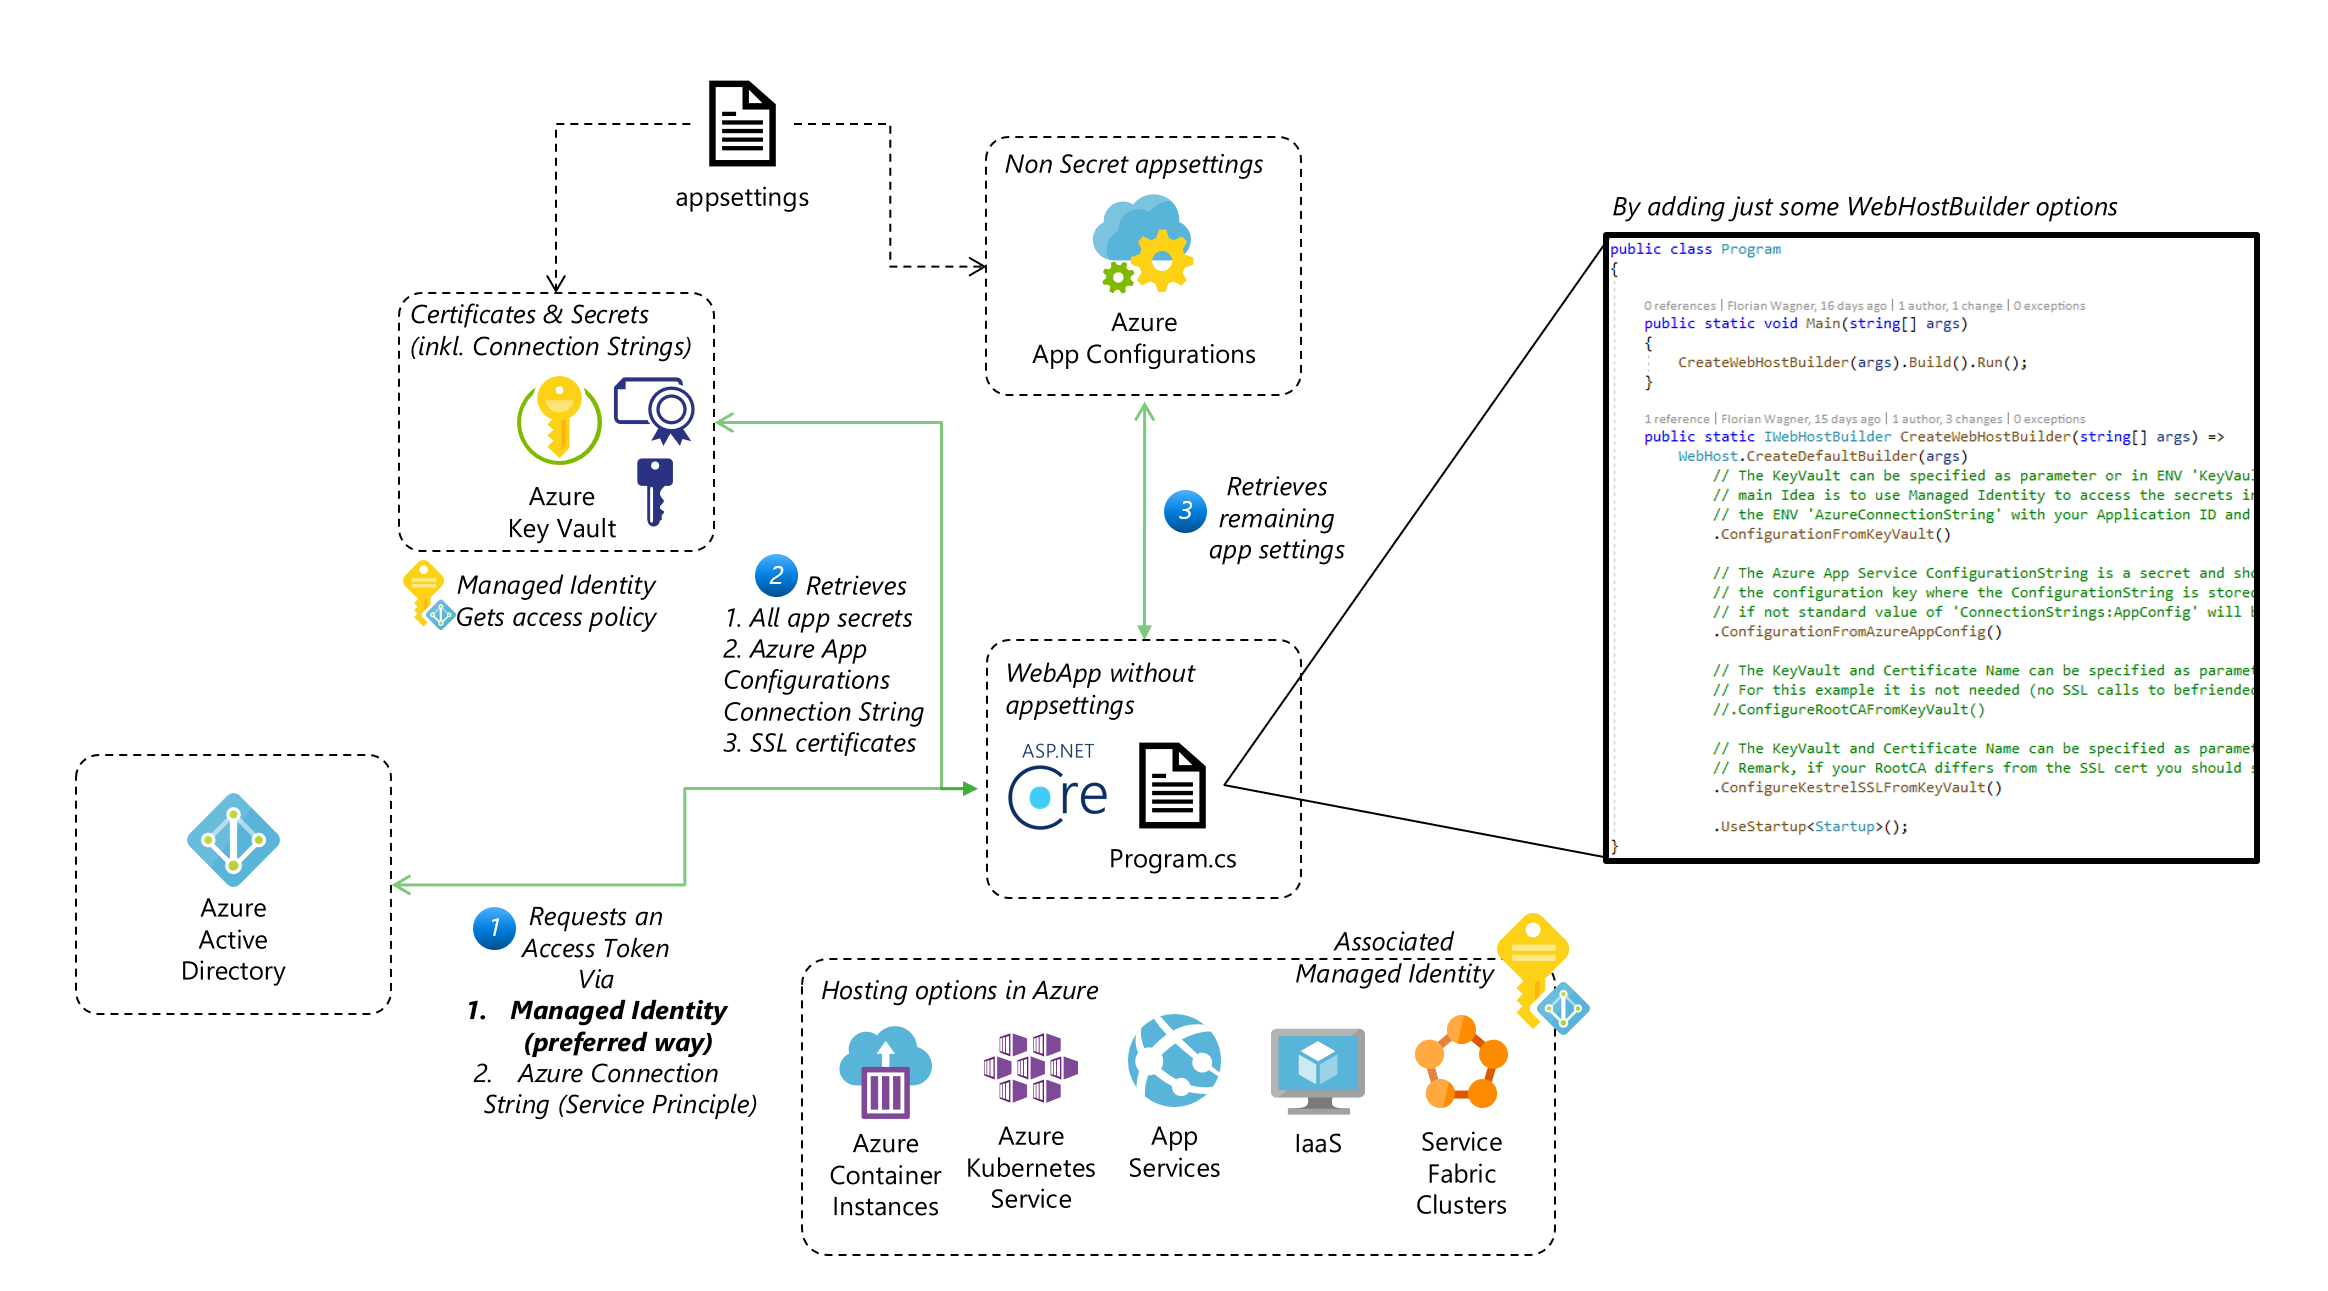 appsettings
Non Secret appsettings
Azure
App Configurations
Certificates & Secrets
(inkl. Connection Strings)
Azure
Key Vault
Managed Identity
Gets access policy
2
Retrieves
1. All app secrets
2. Azure App
Configurations
Connection String
3. SSL certificates
3
Retrieves
remaining
app settings
WebApp without
appsettings
ASP.NET
Core
Program.cs
Azure
Active
Directory
1
Requests an
Access Token
Via
1. Managed Identity
(preferred way)
2. Azure Connection
String (Service Principle)
Associated
Managed Identity
Hosting options in Azure
Azure
Container
Instances
Azure
Kubernetes
Service
App
Services
IaaS
Service
Fabric
Clusters
By adding just some WebHostBuilder options
public class Program
{
0 references | Florian Wagner, 16 days ago | 1 author, 1 change | 0 exceptions
public static void Main(string[] args)
{
CreateWebHostBuilder(args).Build().Run();
}
1 reference | Florian Wagner, 15 days ago | 1 author, 3 changes | 0 exceptions
public static IWebHostBuilder CreateWebHostBuilder(string[] args) =>
WebHost.CreateDefaultBuilder(args)
// The KeyVault can be specified as parameter or in ENV 'KeyVaul
// main Idea is to use Managed Identity to access the secrets in
// the ENV 'AzureConnectionString' with your Application ID and
.ConfigurationFromKeyVault()
// The Azure App Service ConfigurationString is a secret and sho
// the configuration key where the ConfigurationString is stored
// if not standard value of 'ConnectionStrings:AppConfig' will b
.ConfigurationFromAzureAppConfig()
// The KeyVault and Certificate Name can be specified as paramet
// For this example it is not needed (no SSL calls to befriended
//.ConfigureRootCAFromKeyVault()
// The KeyVault and Certificate Name can be specified as paramet
// Remark, if your RootCA differs from the SSL cert you should s
.ConfigureKestrelSSLFromKeyVault()
.UseStartup<Startup>();
}